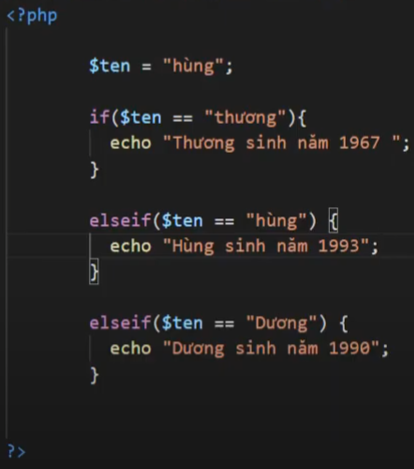 <?php
$ten = "hùng";
if($ten == "thương"){
echo "Thương sinh năm 1967 ";
}
elseif($ten == "hùng") {
echo "Hùng sinh năm 1993";
}
elseif($ten == "Dương") {
echo "Dương sinh năm 1990";
}
?>